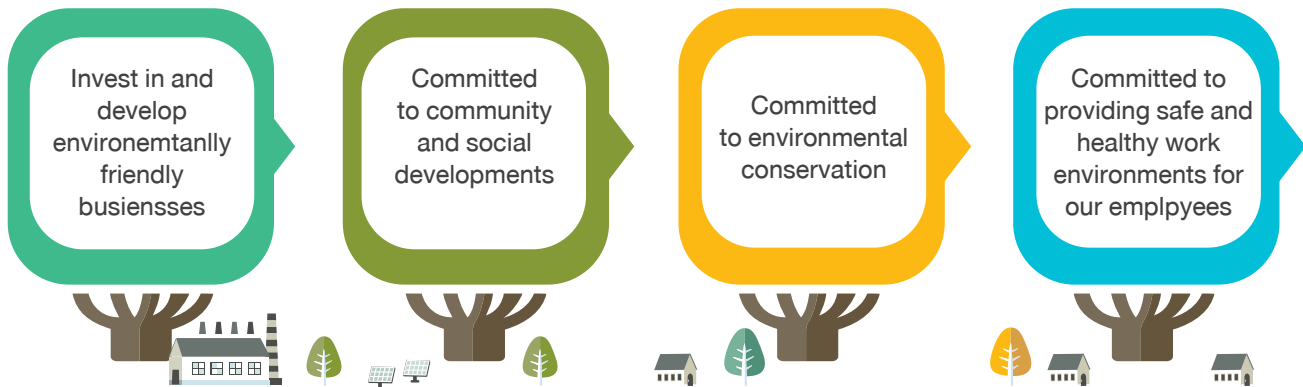 Invest in and
develop
environemtanlly
friendly
busiensses
Committed
to community
and social
developments
Committed
to environmental
conservation
Committed to
providing safe and
healthy work
environments for
our emplpyees